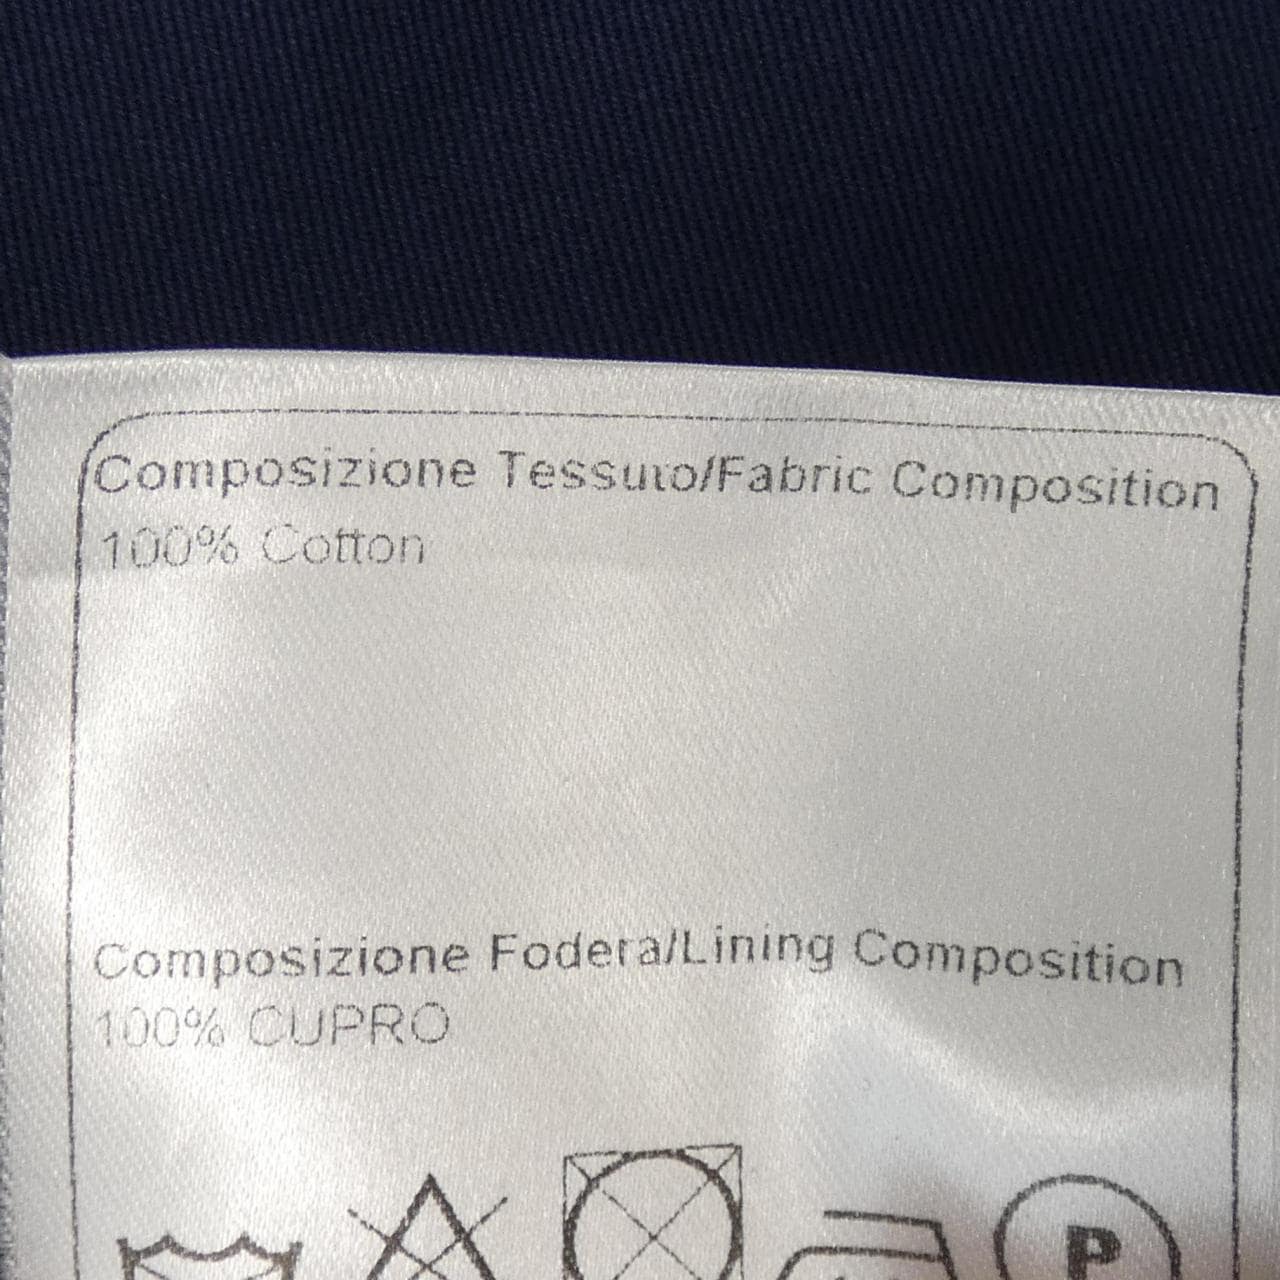 Composizione Tessuto/Fabric Composition
100% Cotton
Composizione Fodera/Lining Composition
100% CUPRO
P